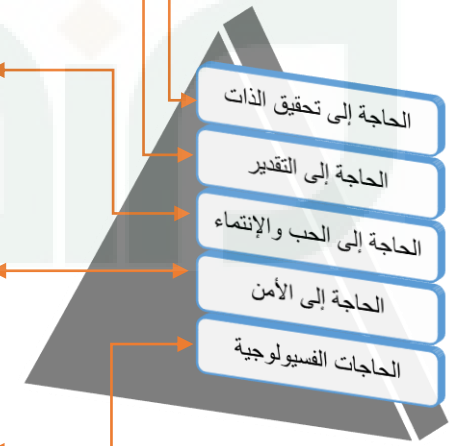 الحاجة إلى تحقيق الذات
الحاجة إلى التقدير
الحاجة إلى الحب والإنتماء
الحاجة إلى الأمن
الحاجات الفسيولوجية